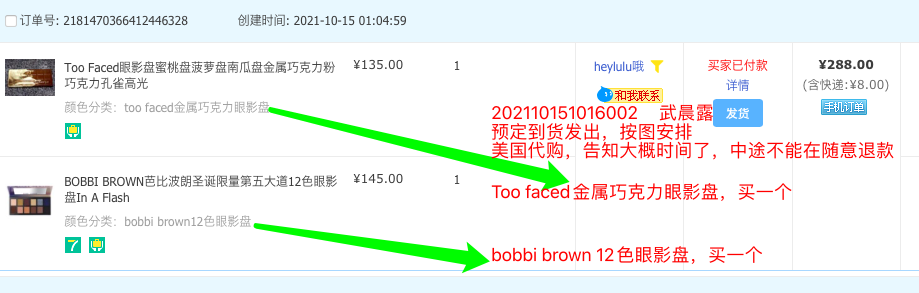 订单号: 2181470366412446328 创建时间: 2021-10-15 01:04:59
Too Faced眼影盘蜜桃盘菠萝盘南瓜盘金属巧克力粉
巧克力孔雀高光
颜色分类：too faced金属巧克力眼影盘
¥135.00
1
heylulu哦
和我联系
买家已付款
详情
发货
¥288.00
(含快递:¥8.00)
手机订单
202110151016002 武晨露
预定到货发出，按图安排
美国代购，告知大概时间了，中途不能在随意退款
Too faced金属巧克力眼影盘，买一个
BOBBI BROWN芭比波朗圣诞限量第五大道12色眼影
盘In A Flash
颜色分类：bobbi brown12色眼影盘
7
¥145.00
1
bobbi brown 12色眼影盘，买一个